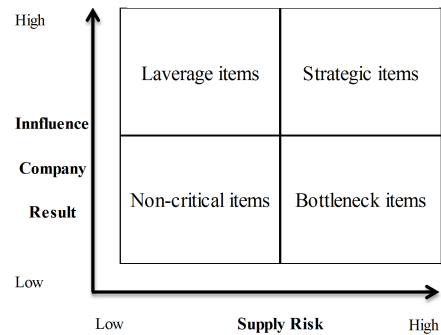 High
Laverage items
Strategic items
Innfluence
Company
Result
Non-critical items
Bottleneck items
Low
Low
Supply Risk
High